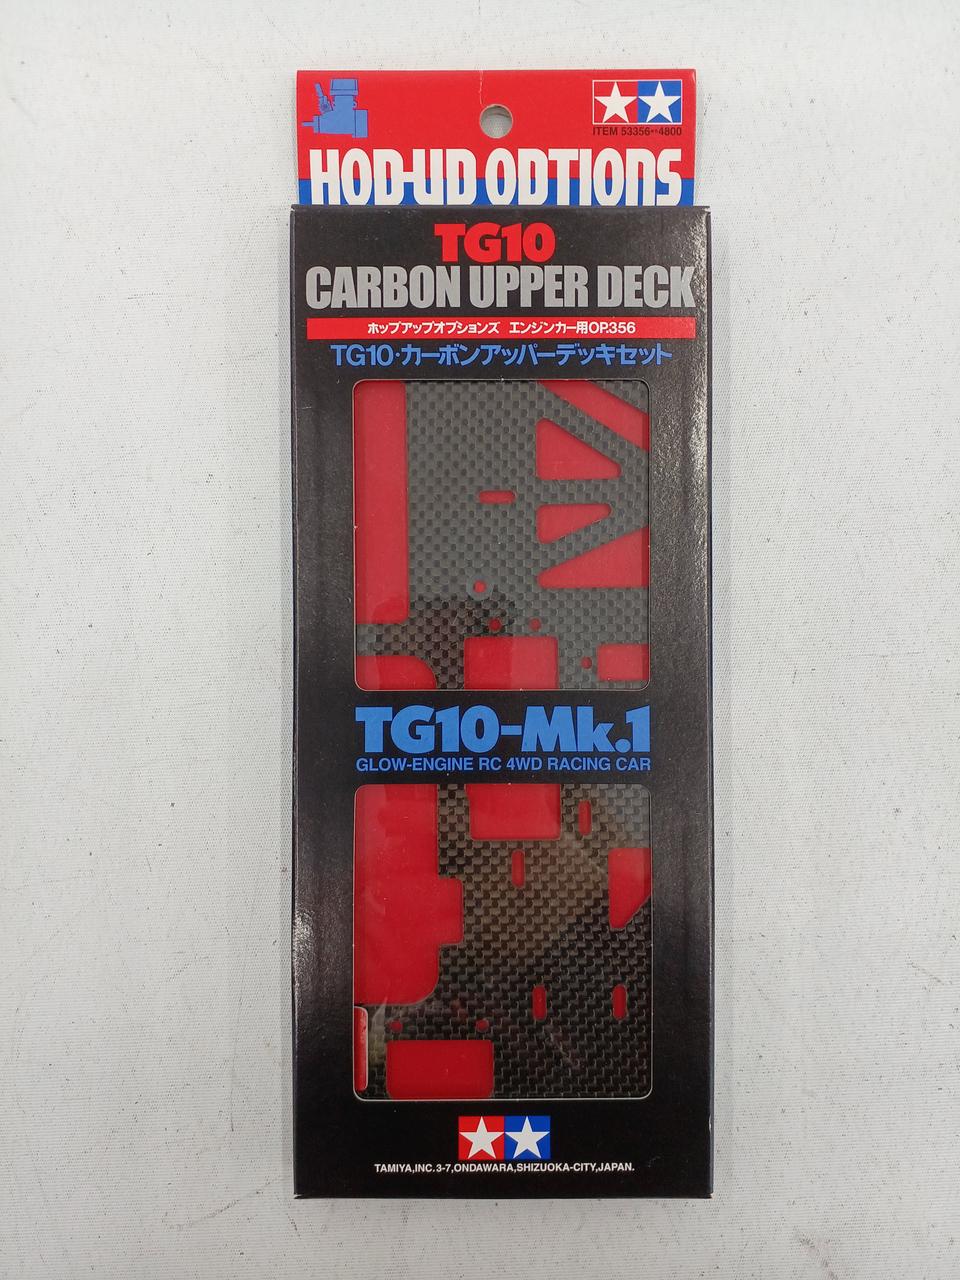 ITEM 53356**4800
HOP-UP OPTIONS
TG10
CARBON UPPER DECK
ホップアップオプションズ エンジンカー用OP.356
TG10・カーボンアッパーデッキセット
TG10-Mk.1
GLOW-ENGINE RC 4WD RACING CAR
TAMIYA,INC.3-7,ONDAWARA,SHIZUOKA-CITY,JAPAN.